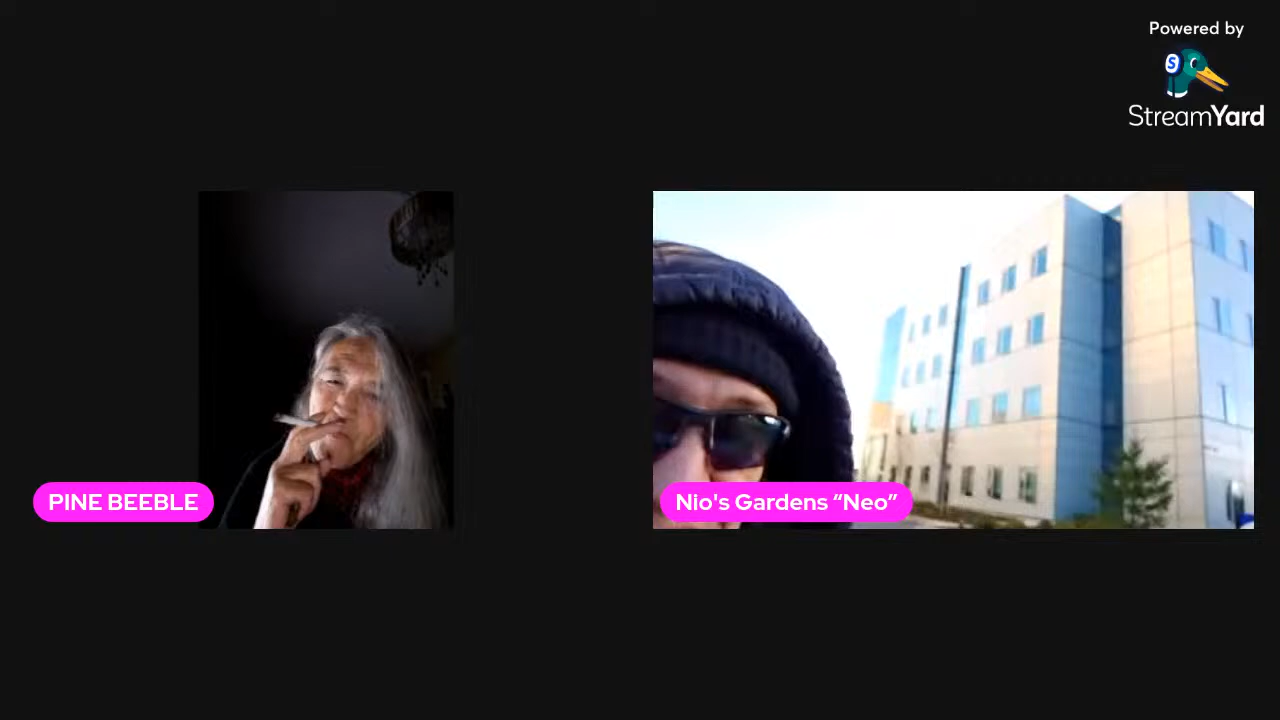 Powered by
S
StreamYard
PINE BEEBLE
Nio's Gardens “Neo”